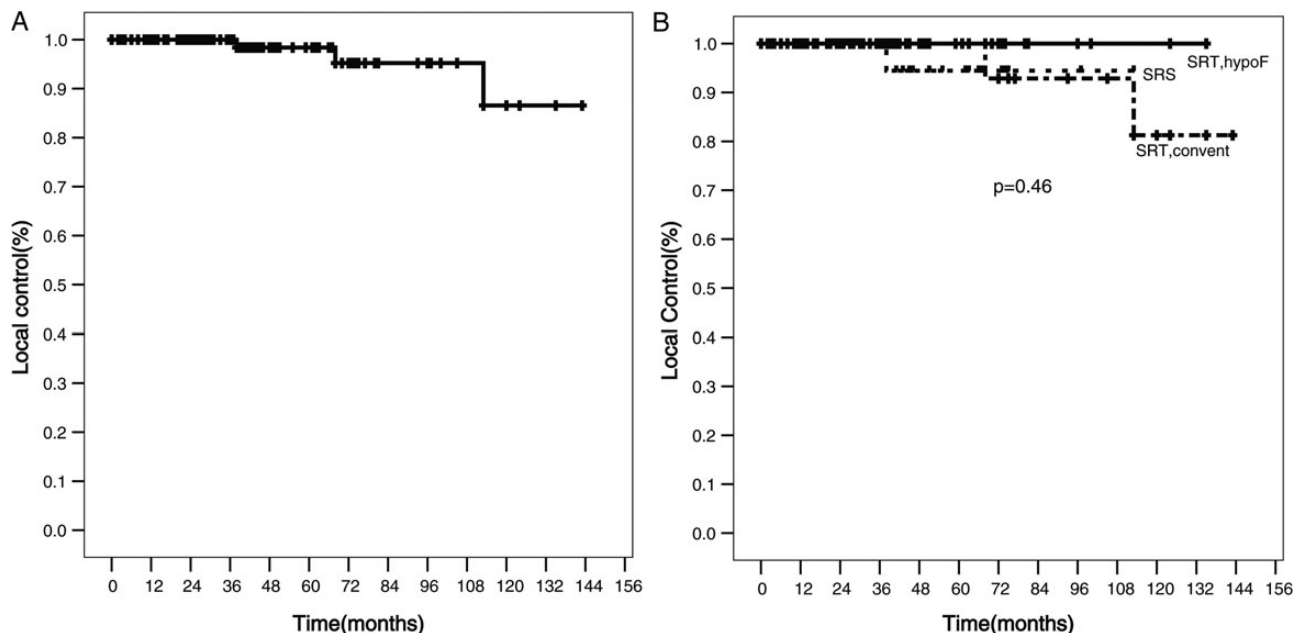 A
1.0
0.9
0.8
0.7
0.6
0.5
0.4
0.3
0.2
0.1
0.0
Local control(%)
0 12 24 36 48 60 72 84 96 108 120 132 144 156
Time(months)
B
1.0
0.9
0.8
0.7
0.6
0.5
0.4
0.3
0.2
0.1
0.0
Local Control(%)
SRT,hypoF
SRS
SRT,convent
p=0.46
0 12 24 36 48 60 72 84 96 108 120 132 144 156
Time(months)